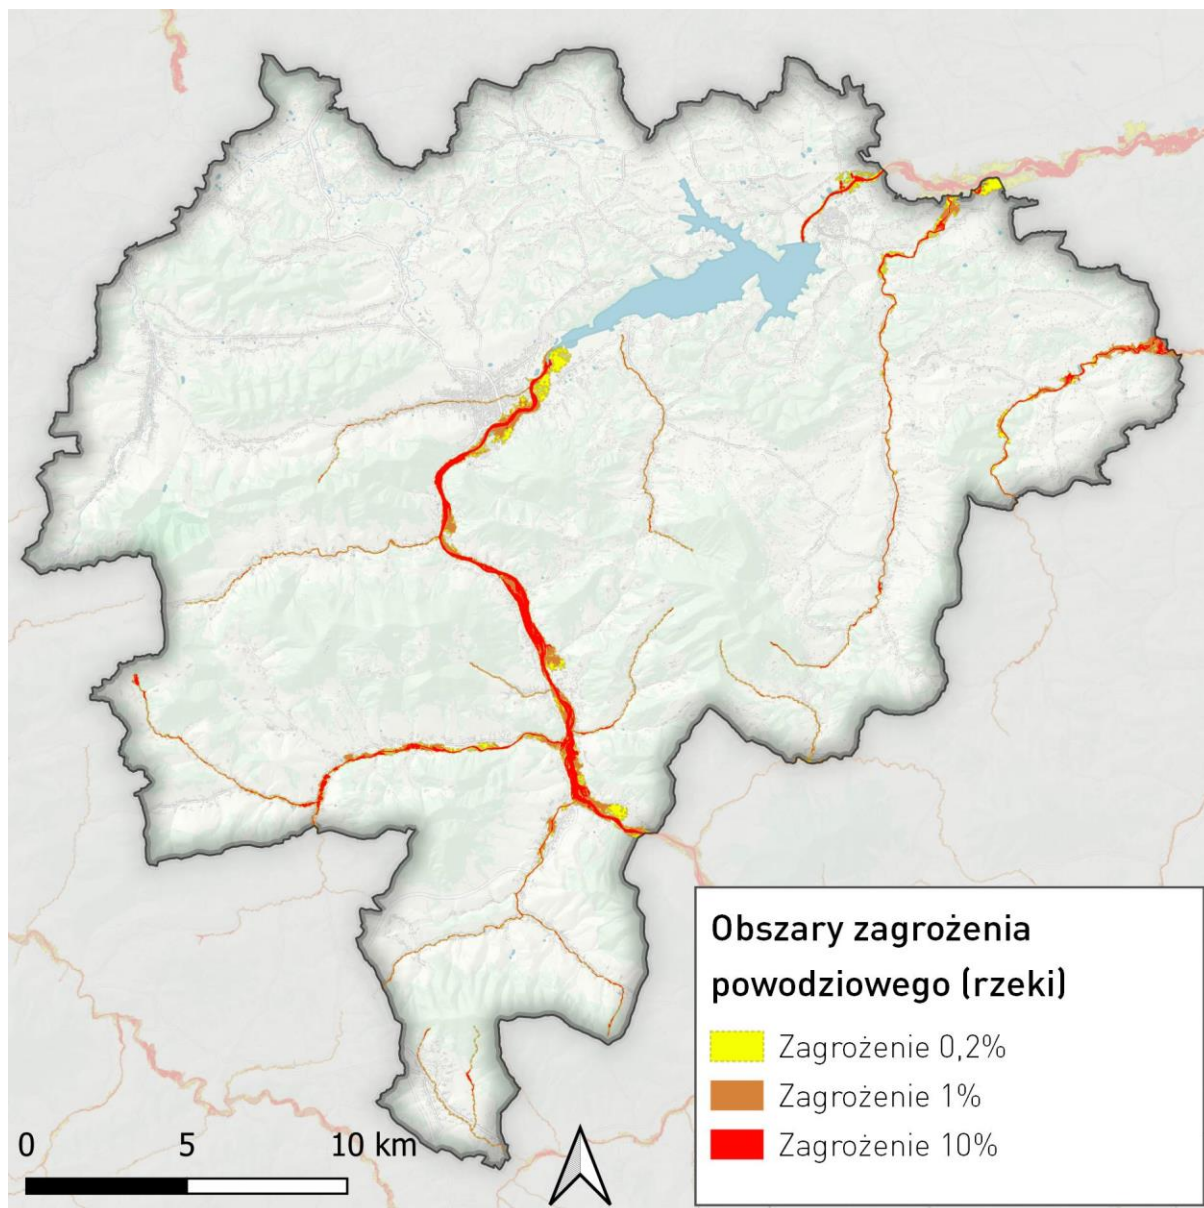 Obszary zagrożenia
powodziowego (rzeki)
Zagrożenie 0,2%
Zagrożenie 1%
Zagrożenie 10%
0 5 10 km